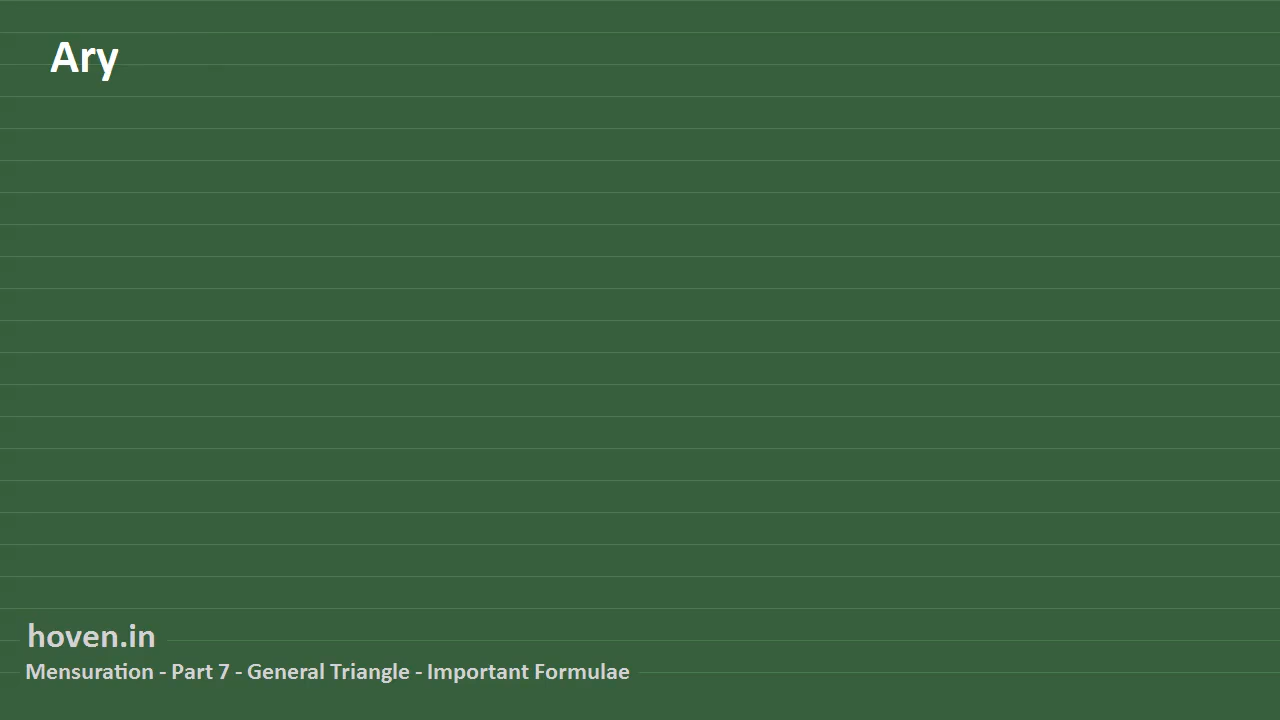 Ary
hoven.in
Mensuration - Part 7 - General Triangle - Important Formulae